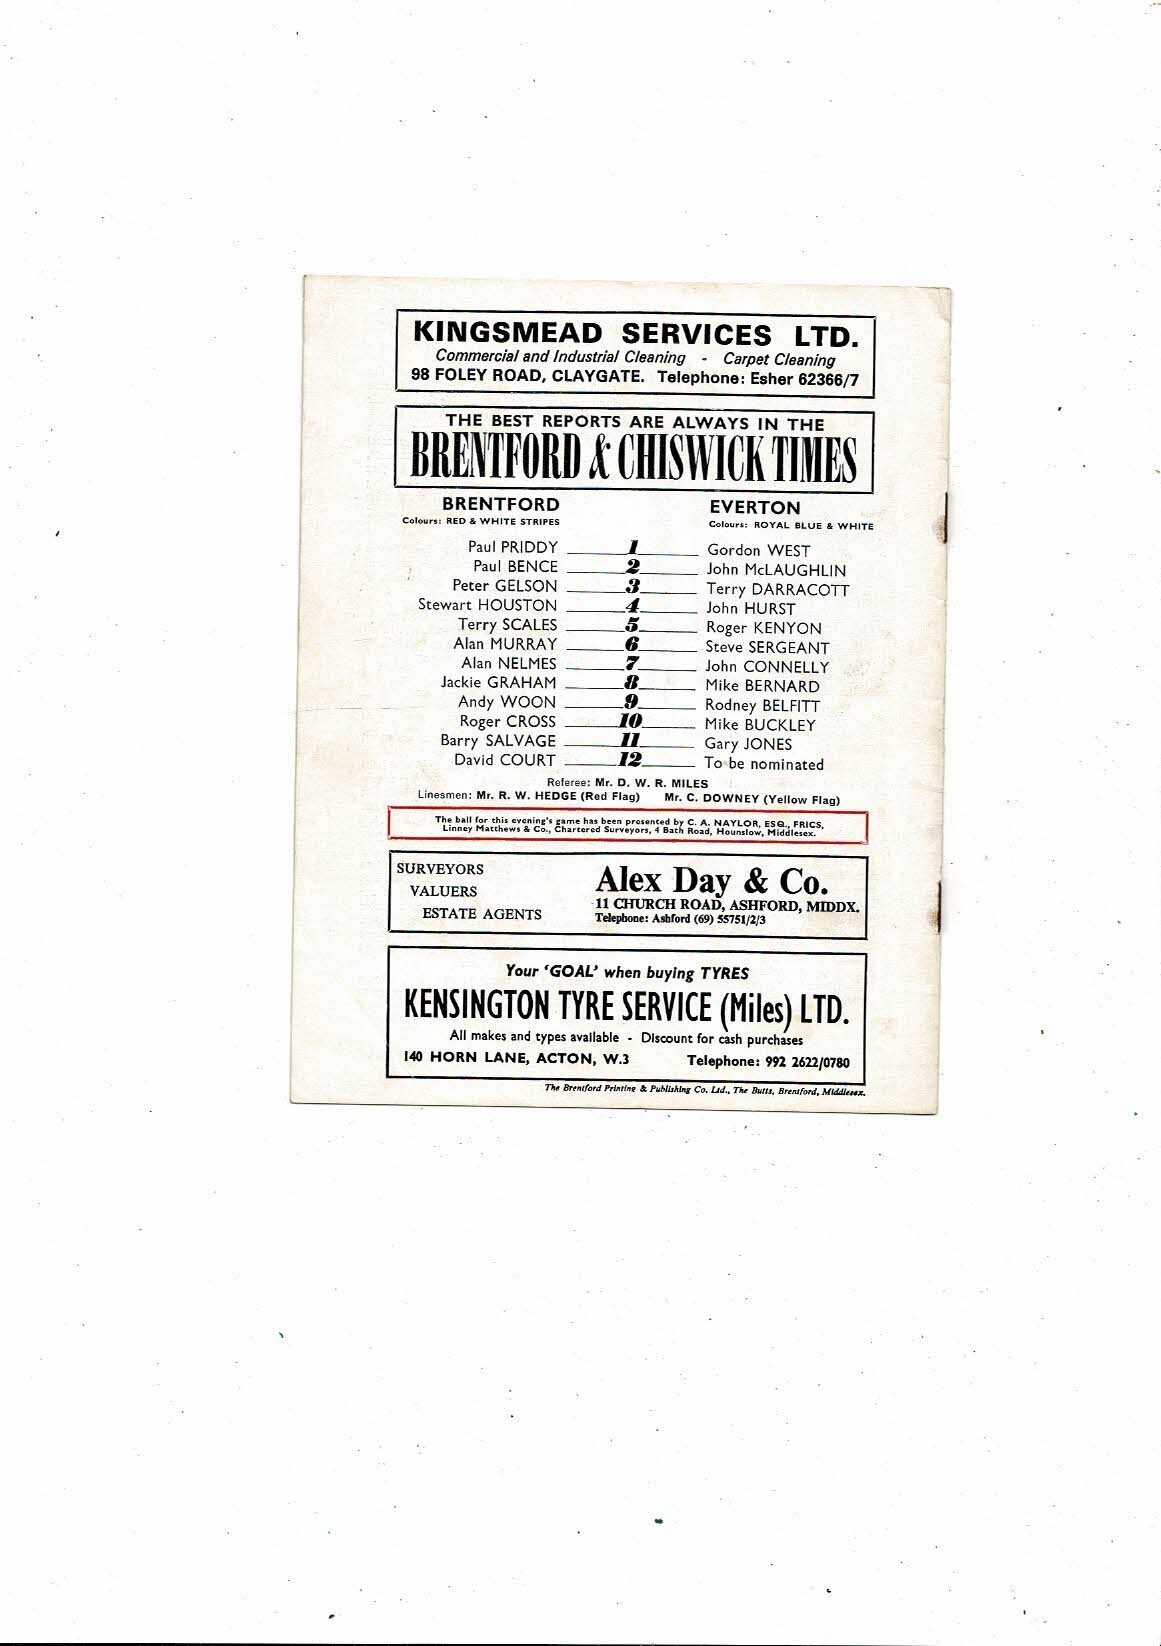 KINGSMEAD SERVICES LTD.
Commercial and Industrial Cleaning - Carpet Cleaning
98 FOLEY ROAD, CLAYGATE. Telephone: Esher 62366/7
THE BEST REPORTS ARE ALWAYS IN THE
BRENTFORD & CHISWICK TIMES
BRENTFORD EVERTON
Colours: RED & WHITE STRIPES Colours: ROYAL BLUE & WHITE
Paul PRIDDY 1 Gordon WEST
Paul BENCE 2 John McLAUGHLIN
Peter GELSON 3 Terry DARRACOTT
Stewart HOUSTON 4 John HURST
Terry SCALES 5 Roger KENYON
Alan MURRAY 6 Steve SERGEANT
Alan NELMES 7 John CONNELLY
Jackie GRAHAM 8 Mike BERNARD
Andy WOON 9 Rodney BELFITT
Roger CROSS 10 Mike BUCKLEY
Barry SALVAGE 11 Gary JONES
David COURT 12 To be nominated
Referee: Mr. D. W. R. MILES
Linesmen: Mr. R. W. HEDGE (Red Flag) Mr. C. DOWNEY (Yellow Flag)
The ball for this evening's game has been presented by C. A. NAYLOR, ESQ., FRICS,
Linney Matthews & Co., Chartered Surveyors, 4 Bath Road, Hounslow, Middlesex.
SURVEYORS
VALUERS
ESTATE AGENTS
Alex Day & Co.
11 CHURCH ROAD, ASHFORD, MIDDX.
Telephone: Ashford (69) 55751/2/3
Your 'GOAL' when buying TYRES
KENSINGTON TYRE SERVICE (Miles) LTD.
All makes and types available - Discount for cash purchases
140 HORN LANE, ACTON, W.3 Telephone: 992 2622/0780
The Brentford Printing & Publishing Co. Ltd., The Butts, Brentford, Middlesex.